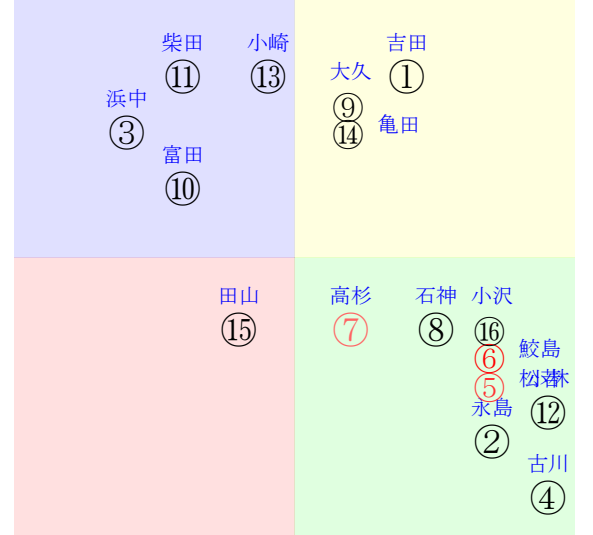 柴田 小崎 吉田
⑪ ⑬ 大久 ①
浜中 ⑨
③ ⑭ 亀田
富田
⑩
田山 高杉 石神 小沢
⑮ ⑦ ⑧ ⑯
⑥ 鮫島
⑤
永島 ⑫
②
古川
④